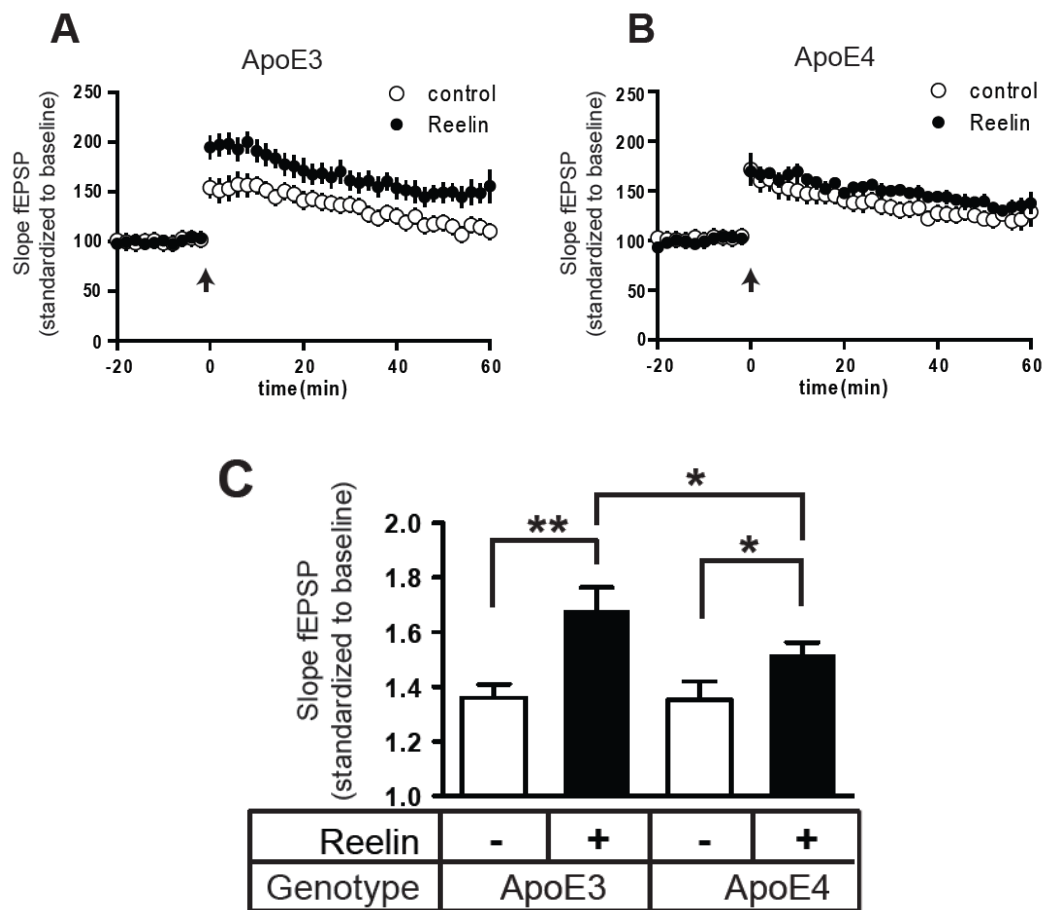 A
ApoE3
Slope fEPSP
(standardized to baseline)
250
200
150
100
50
0
control
Reelin
-20
0
20
40
60
time(min)
B
ApoE4
Slope fEPSP
(standardized to baseline)
250
200
150
100
50
0
control
Reelin
-20
0
20
40
60
time(min)
C
Slope fEPSP
(standardized to baseline)
2.0
1.8
1.6
1.4
1.2
1.0
**
*
*
Reelin - + - +
Genotype ApoE3 ApoE4